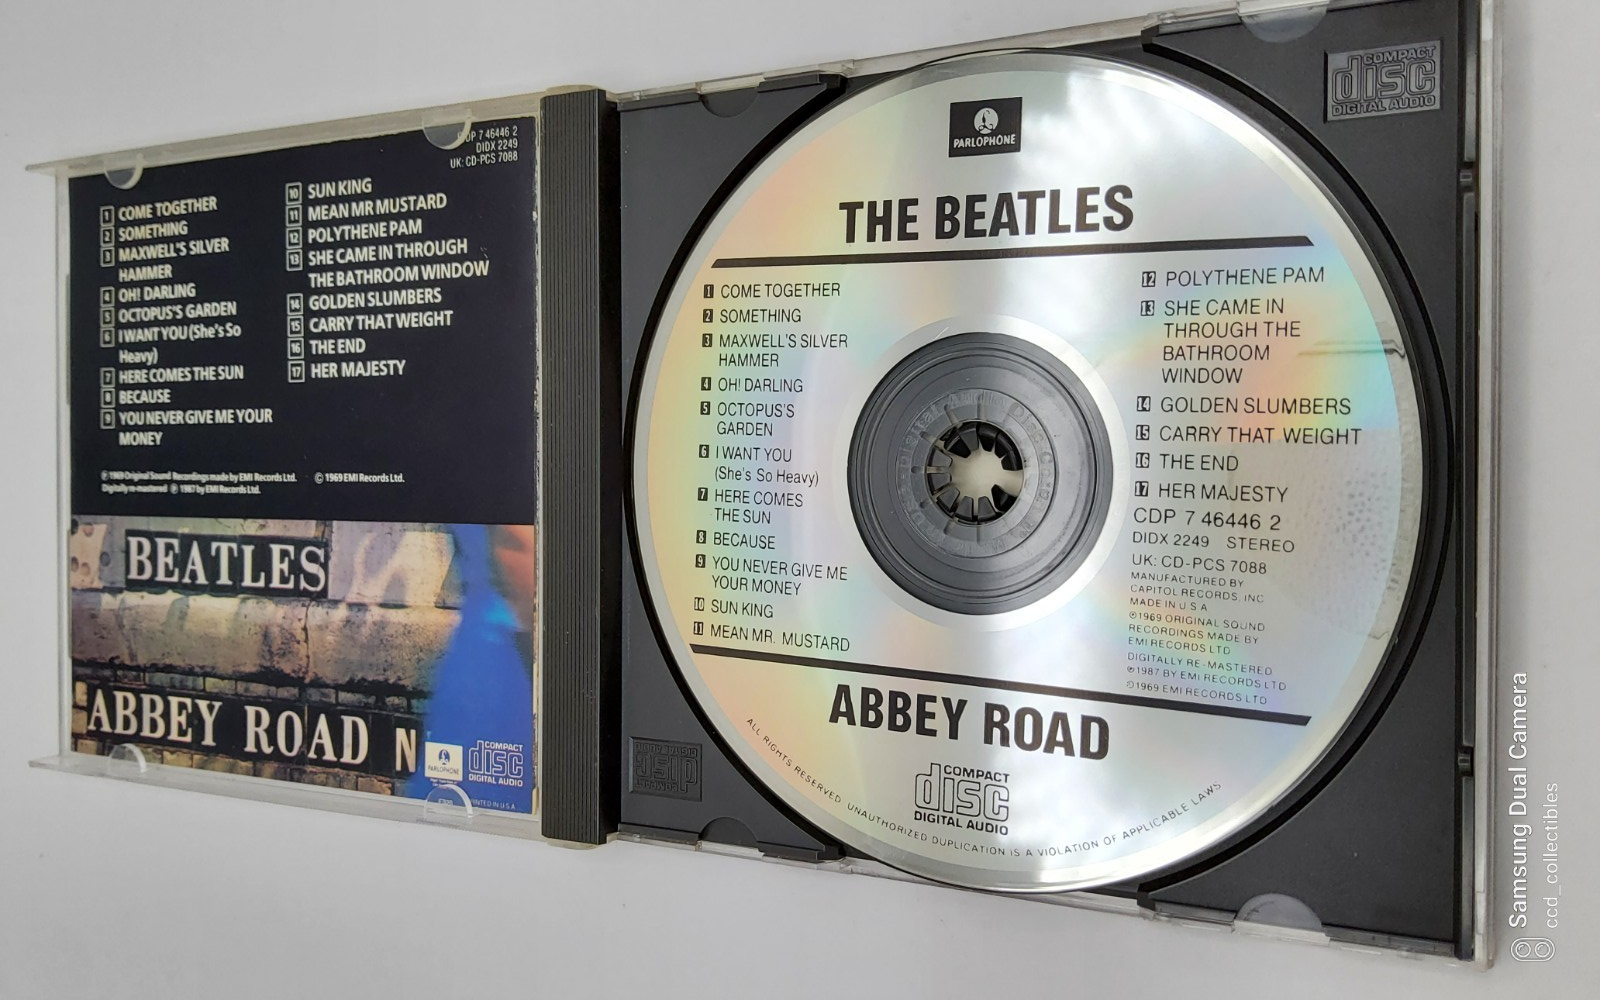 CDP 7 46446 2
DIDX 2249
UK: CD-PCS 7088
1 COME TOGETHER
2 SOMETHING
3 MAXWELL'S SILVER
HAMMER
4 OH! DARLING
5 OCTOPUS'S GARDEN
6 I WANT YOU (She's So
Heavy)
7 HERE COMES THE SUN
8 BECAUSE
9 YOU NEVER GIVE ME YOUR
MONEY
10 SUN KING
11 MEAN MR MUSTARD
12 POLYTHENE PAM
13 SHE CAME IN THROUGH
THE BATHROOM WINDOW
14 GOLDEN SLUMBERS
15 CARRY THAT WEIGHT
16 THE END
17 HER MAJESTY
℗ 1969 Original Sound Recordings made by EMI Records Ltd. © 1969 EMI Records Ltd.
Digitally re-mastered ℗ 1987 by EMI Records Ltd.
BEATLES
ABBEY ROAD N
PARLOPHONE
COMPACT
disc
DIGITAL AUDIO
PRINTED IN U.S.A.
COMPACT
disc
DIGITAL AUDIO
PARLOPHONE
THE BEATLES
1 COME TOGETHER
2 SOMETHING
3 MAXWELL'S SILVER
HAMMER
4 OH! DARLING
5 OCTOPUS'S
GARDEN
6 I WANT YOU
(She's So Heavy)
7 HERE COMES
THE SUN
8 BECAUSE
9 YOU NEVER GIVE ME
YOUR MONEY
10 SUN KING
11 MEAN MR. MUSTARD
12 POLYTHENE PAM
13 SHE CAME IN
THROUGH THE
BATHROOM
WINDOW
14 GOLDEN SLUMBERS
15 CARRY THAT WEIGHT
16 THE END
17 HER MAJESTY
CDP 7 46446 2
DIDX 2249 STEREO
UK: CD-PCS 7088
MANUFACTURED BY
CAPITOL RECORDS, INC
MADE IN U S A
℗1969 ORIGINAL SOUND
RECORDINGS MADE BY
EMI RECORDS LTD
DIGITALLY RE-MASTERED
℗1987 BY EMI RECORDS LTD
©1969 EMI RECORDS LTD
ABBEY ROAD
COMPACT
disc
DIGITAL AUDIO
ALL RIGHTS RESERVED. UNAUTHORIZED DUPLICATION IS A VIOLATION OF APPLICABLE LAWS
COMPACT
disc
DIGITAL AUDIO
Samsung Dual Camera
ccd_collectibles